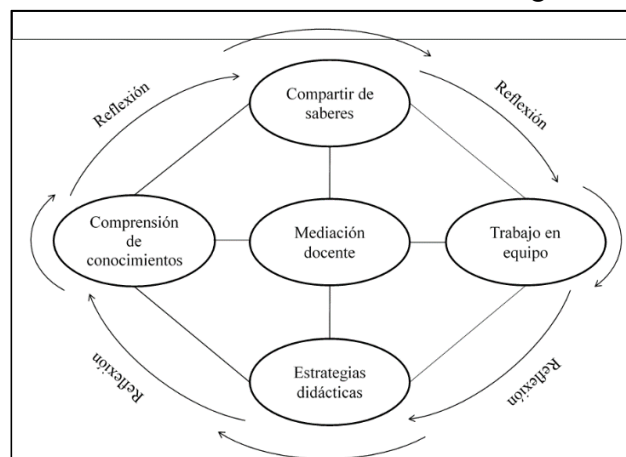 Compartir de
saberes
Reflexión
Reflexión
Comprensión
de
conocimientos
Mediación
docente
Trabajo en
equipo
Estrategias
didácticas
Reflexión
Reflexión